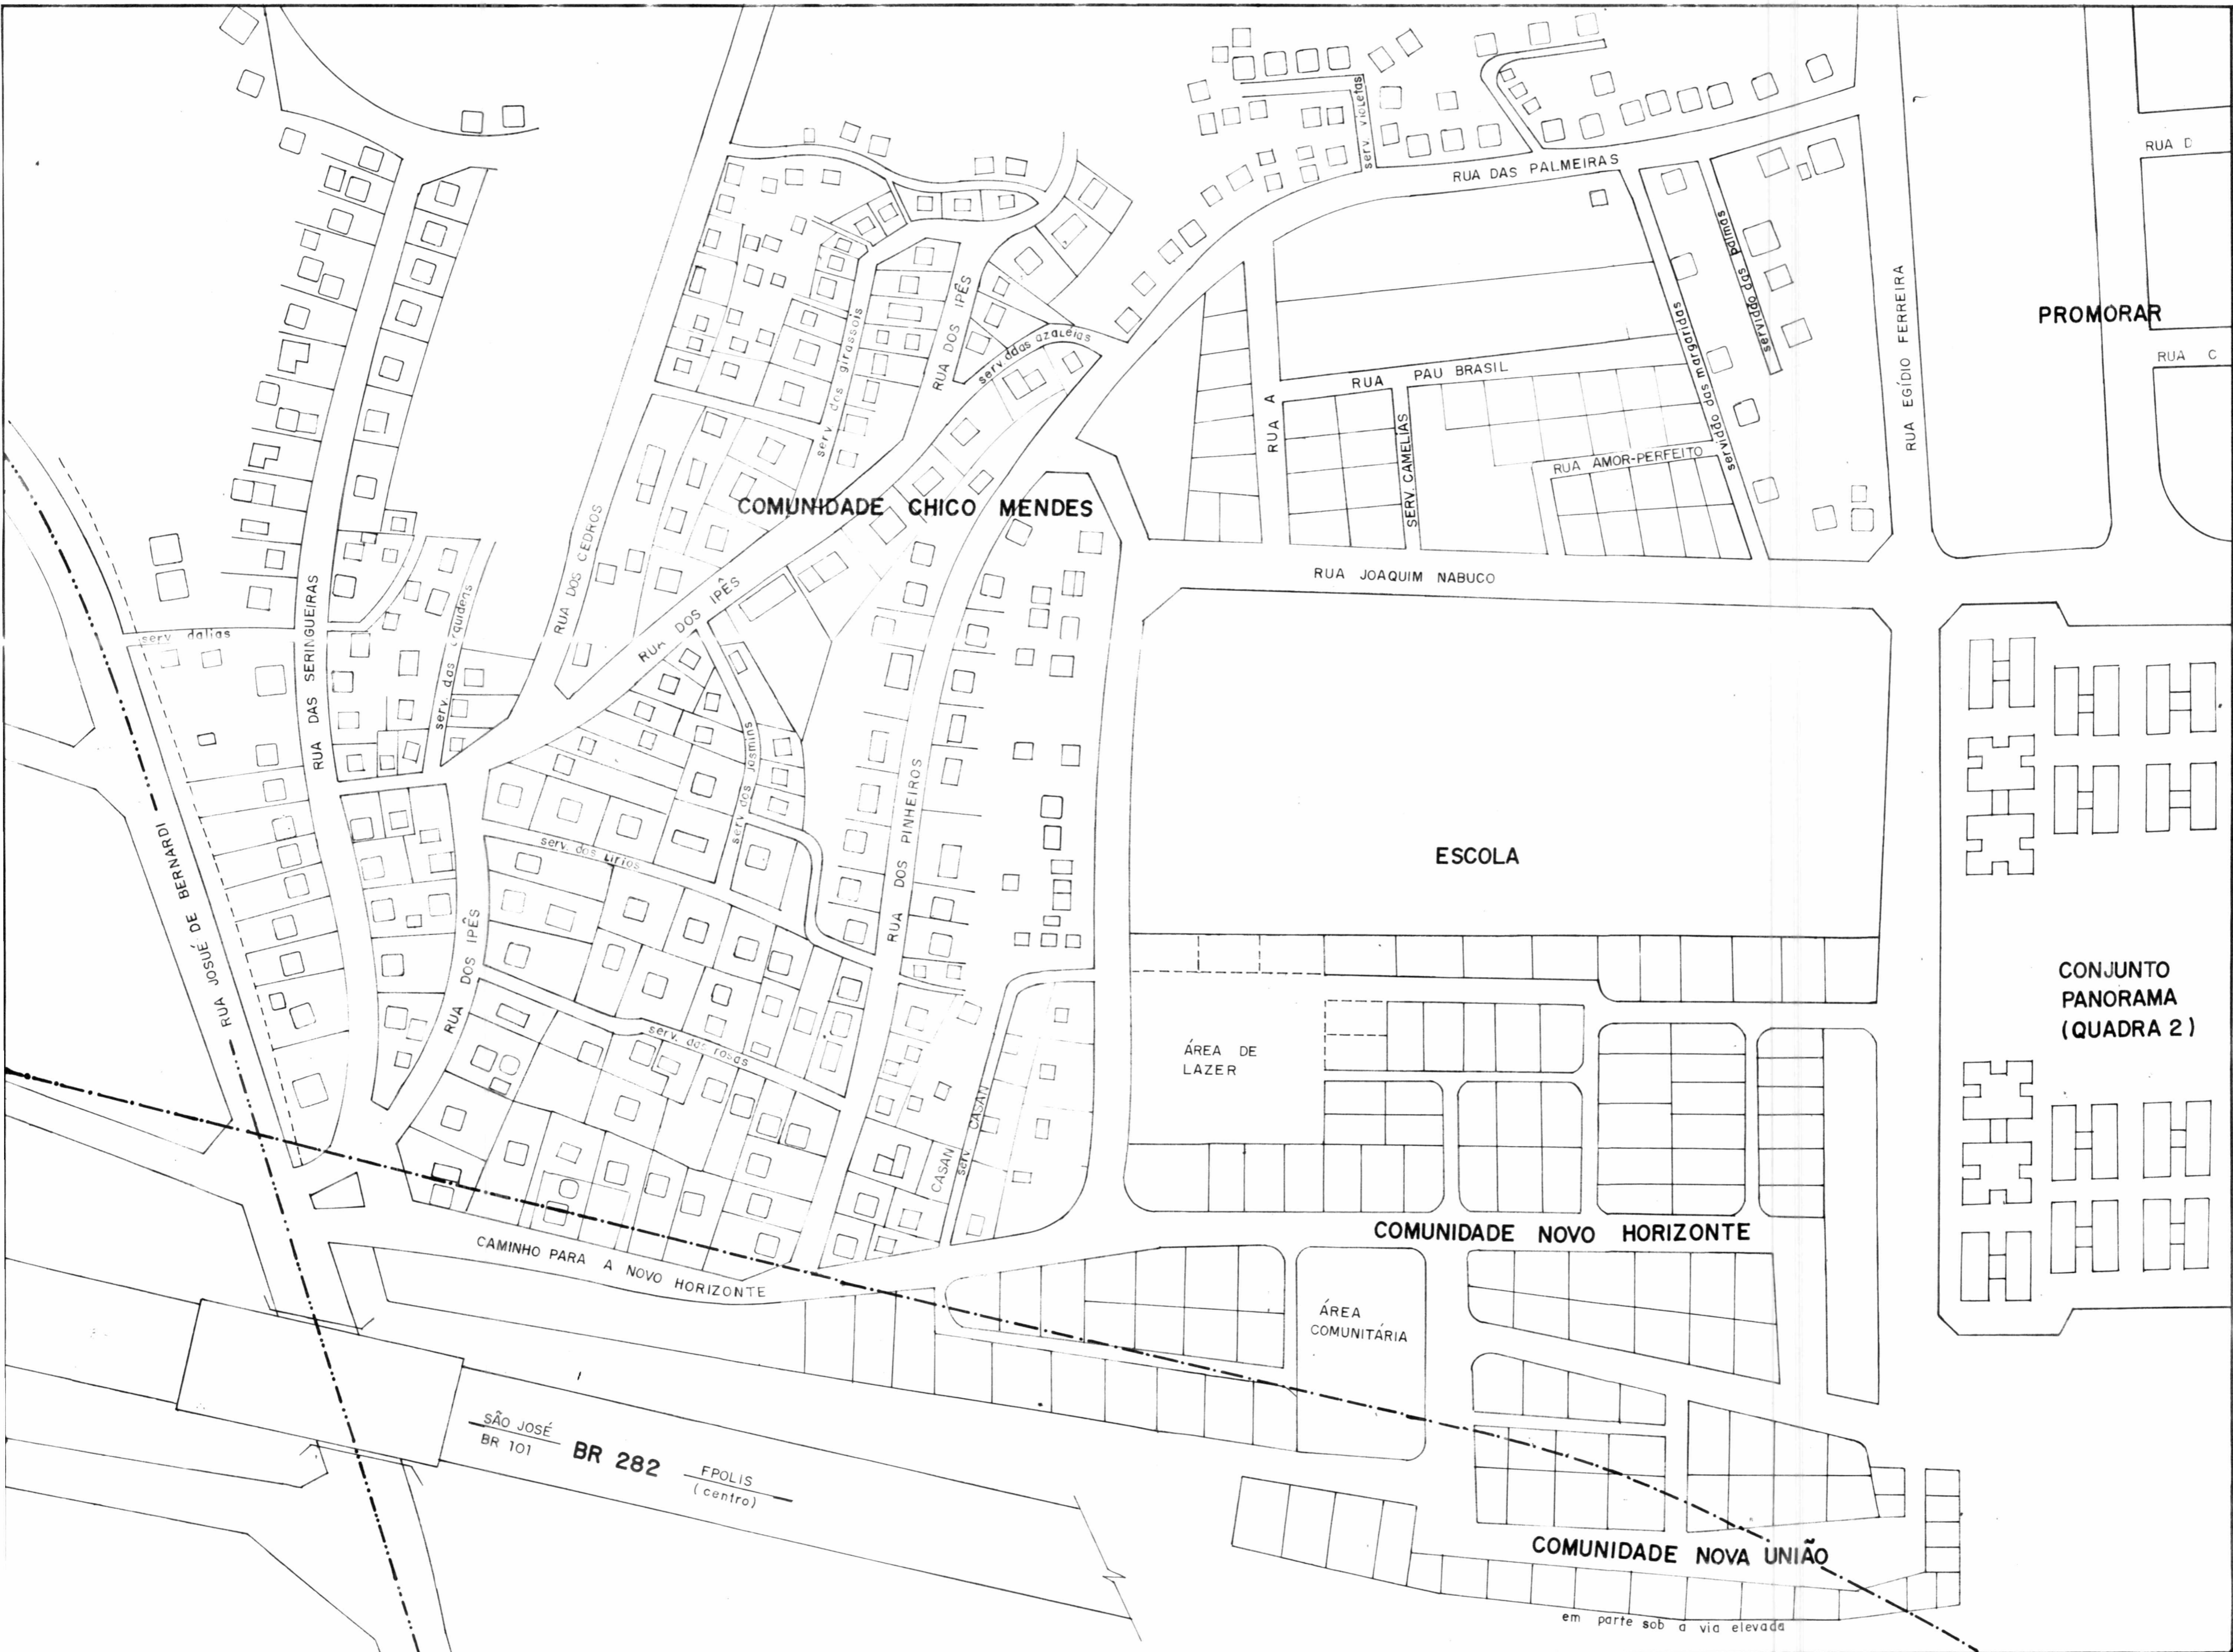 serv. violetas
RUA D
RUA DAS PALMEIRAS
servidão das palmas
RUA DOS IPÊS
serv dos girassois
serv. ddas azaleias
servidão das margaridas
RUA EGÍDIO FERREIRA
PROMORAR
RUA C
RUA PAU BRASIL
RUA A
SERV. CAMELIAS
RUA AMOR-PERFEITO
COMUNIDADE CHICO MENDES
RUA DOS CEDROS
RUA JOAQUIM NABUCO
RUA DOS IPÊS
serv dalias
RUA DAS SERINGUEIRAS
serv. das orquideas
serv dos jasmins
RUA DOS PINHEIROS
RUA JOSUÉ DE BERNARDI
serv. dos Lirios
ESCOLA
RUA DOS IPÊS
CONJUNTO
PANORAMA
(QUADRA 2)
serv. das rosas
ÁREA DE
LAZER
CASAN
serv CASAN
COMUNIDADE NOVO HORIZONTE
CAMINHO PARA A NOVO HORIZONTE
ÁREA
COMUNITÁRIA
SÃO JOSÉ
BR 101
BR 282
FPOLIS
(centro)
COMUNIDADE NOVA UNIÃO
em parte sob a via elevada